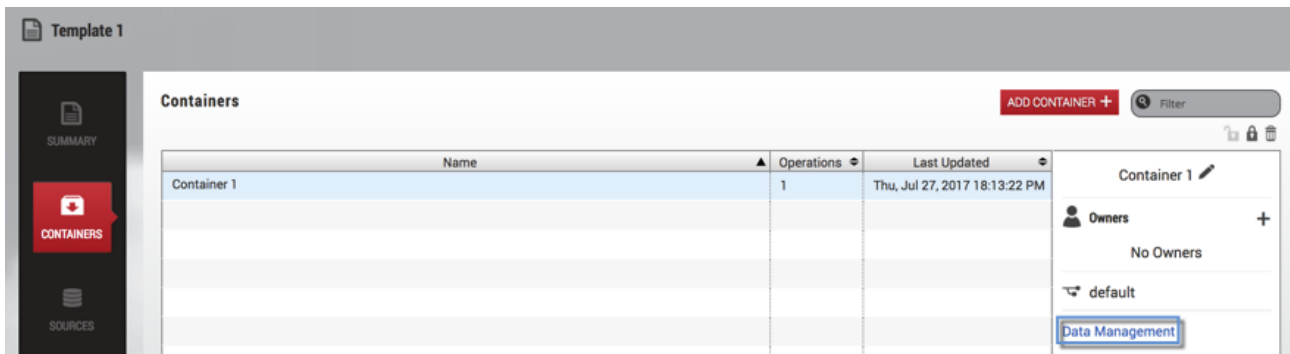 Template 1
SUMMARY
CONTAINERS
SOURCES
Containers
ADD CONTAINER +
Filter
Name Operations Last Updated
Container 1 1 Thu, Jul 27, 2017 18:13:22 PM
Container 1
Owners +
No Owners
default
Data Management